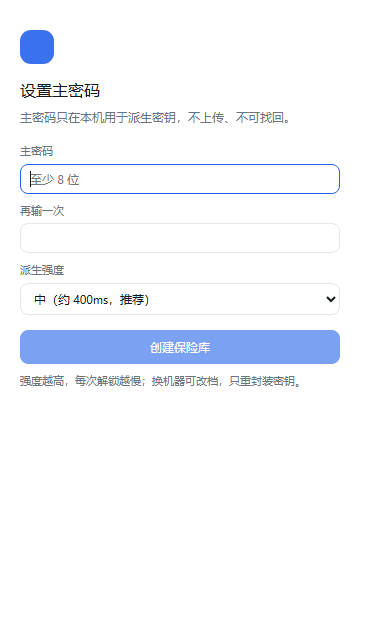 设置主密码
主密码只在本机用于派生密钥，不上传、不可找回。
主密码
至少 8 位
再输一次
派生强度
中（约 400ms，推荐）
创建保险库
强度越高，每次解锁越慢；换机器可改档，只重封装密钥。